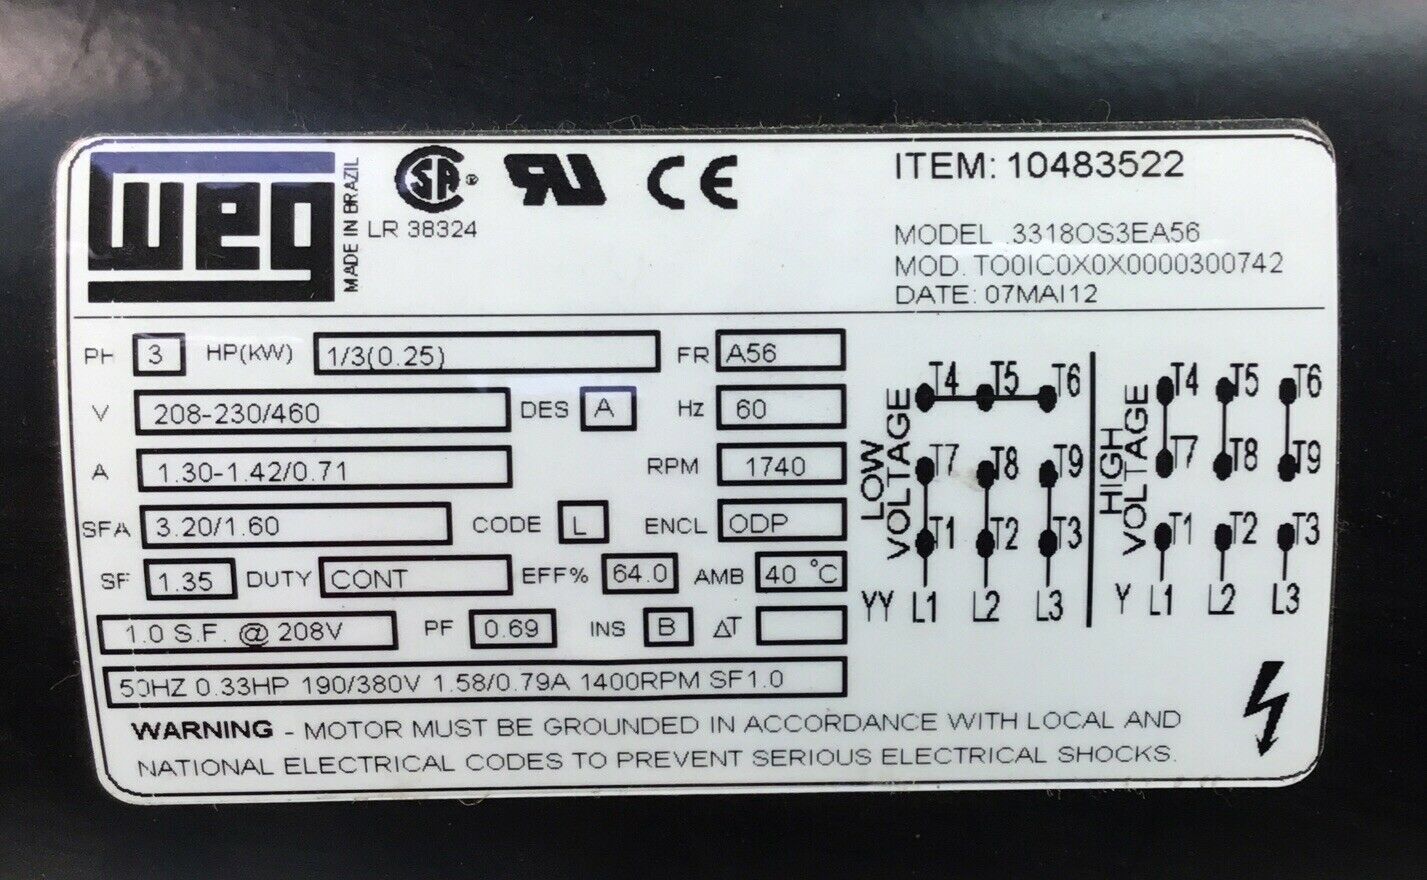 weg
MADE IN BRAZIL
SA ®
LR 38324
UR
CE
ITEM: 10483522
MODEL .3318OS3EA56
MOD. TO0IC0X0X0000300742
DATE: 07MAI12
PH 3 HP(KW) 1/3(0.25) FR A56
V 208-230/460 DES A Hz 60
A 1.30-1.42/0.71 RPM 1740
SFA 3.20/1.60 CODE L ENCL ODP
SF 1.35 DUTY CONT EFF% 64.0 AMB 40 °C
1.0 S.F. @ 208V PF 0.69 INS B ΔT
50HZ 0.33HP 190/380V 1.58/0.79A 1400RPM SF1.0
LOW VOLTAGE
T4 T5 T6
T7 T8 T9
T1 T2 T3
YY L1 L2 L3
HIGH VOLTAGE
T4 T5 T6
T7 T8 T9
T1 T2 T3
Y L1 L2 L3
WARNING - MOTOR MUST BE GROUNDED IN ACCORDANCE WITH LOCAL AND
NATIONAL ELECTRICAL CODES TO PREVENT SERIOUS ELECTRICAL SHOCKS.